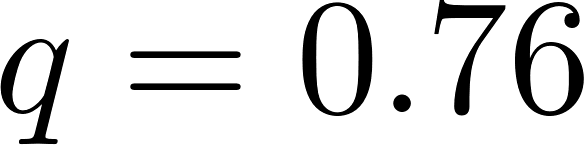 q = 0.76